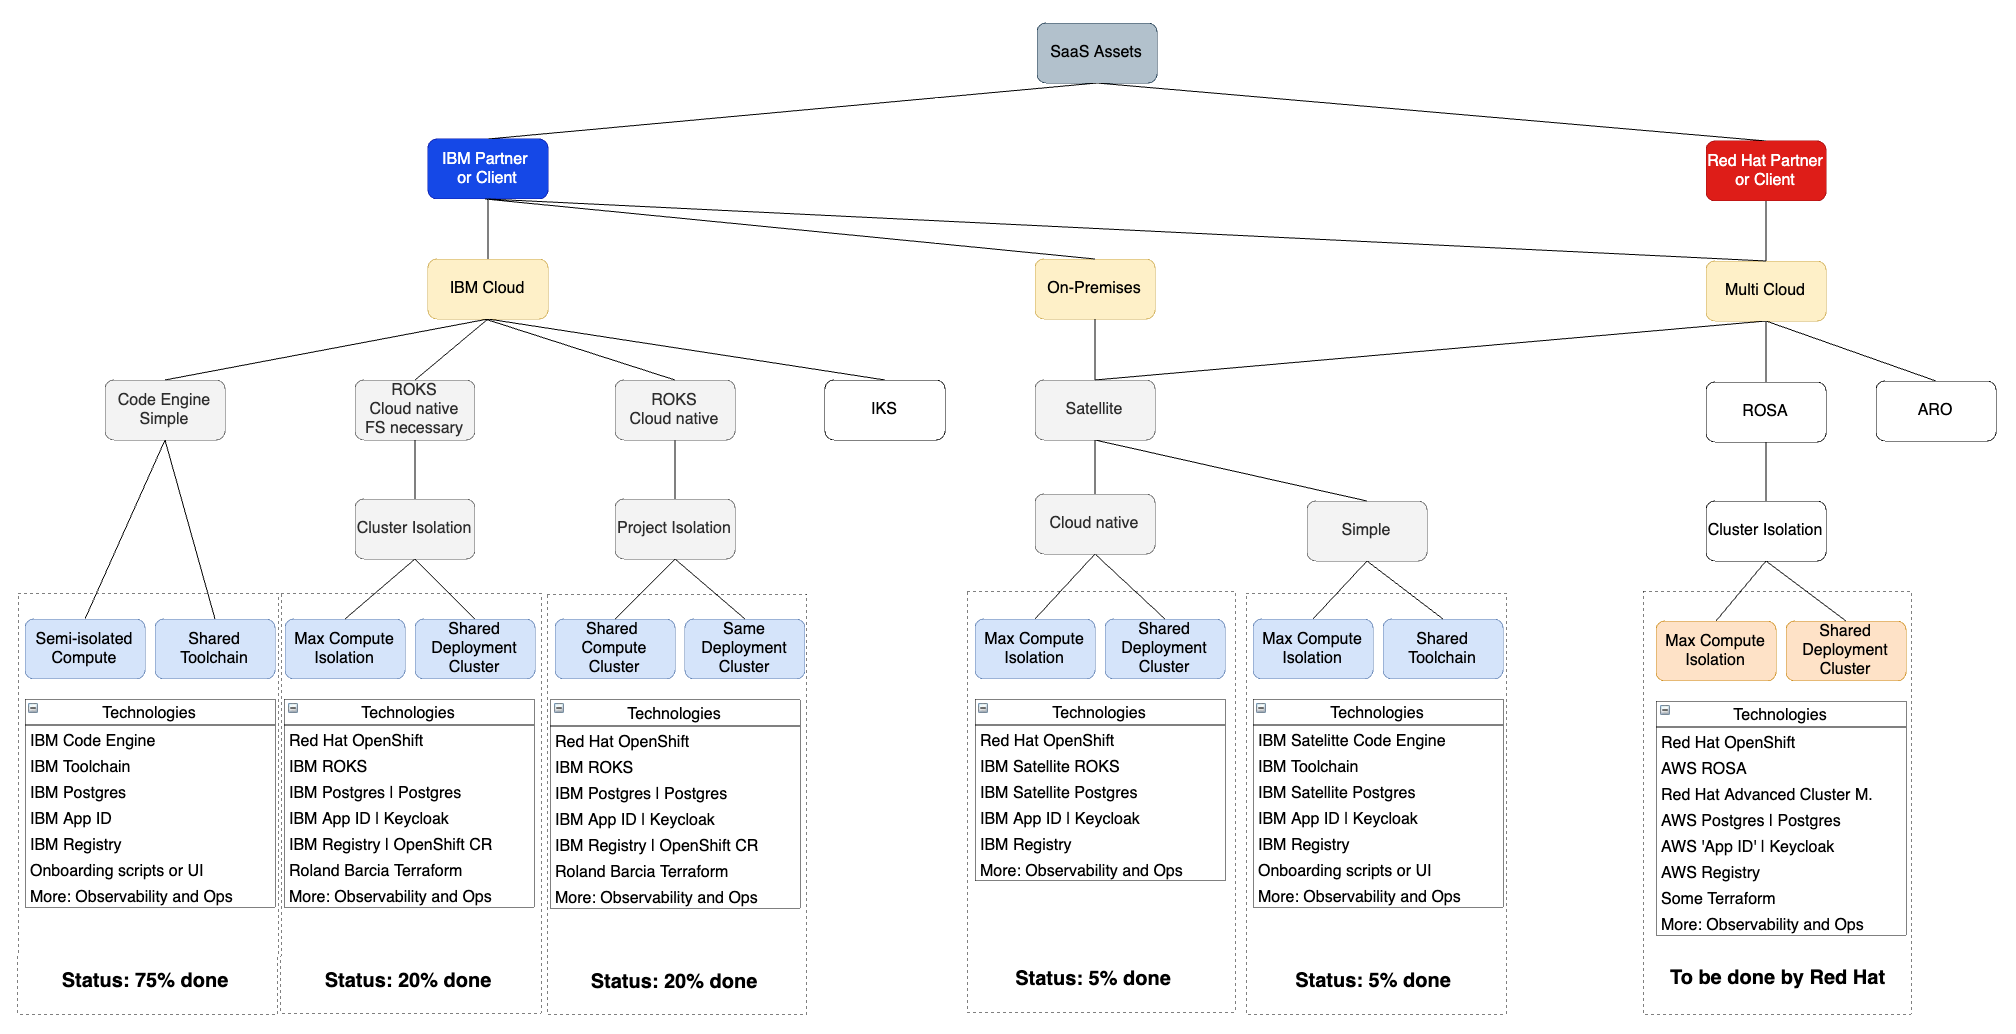 SaaS Assets
IBM Partner
or Client
Red Hat Partner
or Client
IBM Cloud
On-Premises
Multi Cloud
Code Engine
Simple
ROKS
Cloud native
FS necessary
ROKS
Cloud native
IKS
Satellite
ROSA
ARO
Cluster Isolation
Project Isolation
Cloud native
Simple
Cluster Isolation
Semi-isolated
Compute
Shared
Toolchain
Max Compute
Isolation
Shared
Deployment
Cluster
Shared
Compute
Cluster
Same
Deployment
Cluster
Max Compute
Isolation
Shared
Deployment
Cluster
Max Compute
Isolation
Shared
Toolchain
Max Compute
Isolation
Shared
Deployment
Cluster
Technologies
IBM Code Engine
IBM Toolchain
IBM Postgres
IBM App ID
IBM Registry
Onboarding scripts or UI
More: Observability and Ops
Status: 75% done
Technologies
Red Hat OpenShift
IBM ROKS
IBM Postgres | Postgres
IBM App ID | Keycloak
IBM Registry | OpenShift CR
Roland Barcia Terraform
More: Observability and Ops
Status: 20% done
Technologies
Red Hat OpenShift
IBM ROKS
IBM Postgres | Postgres
IBM App ID | Keycloak
IBM Registry | OpenShift CR
Roland Barcia Terraform
More: Observability and Ops
Status: 20% done
Technologies
Red Hat OpenShift
IBM Satellite ROKS
IBM Satellite Postgres
IBM App ID | Keycloak
IBM Registry
More: Observability and Ops
Status: 5% done
Technologies
IBM Satelitte Code Engine
IBM Toolchain
IBM Satellite Postgres
IBM App ID | Keycloak
IBM Registry
Onboarding scripts or UI
More: Observability and Ops
Status: 5% done
Technologies
Red Hat OpenShift
AWS ROSA
Red Hat Advanced Cluster M.
AWS Postgres | Postgres
AWS 'App ID' | Keycloak
AWS Registry
Some Terraform
More: Observability and Ops
To be done by Red Hat